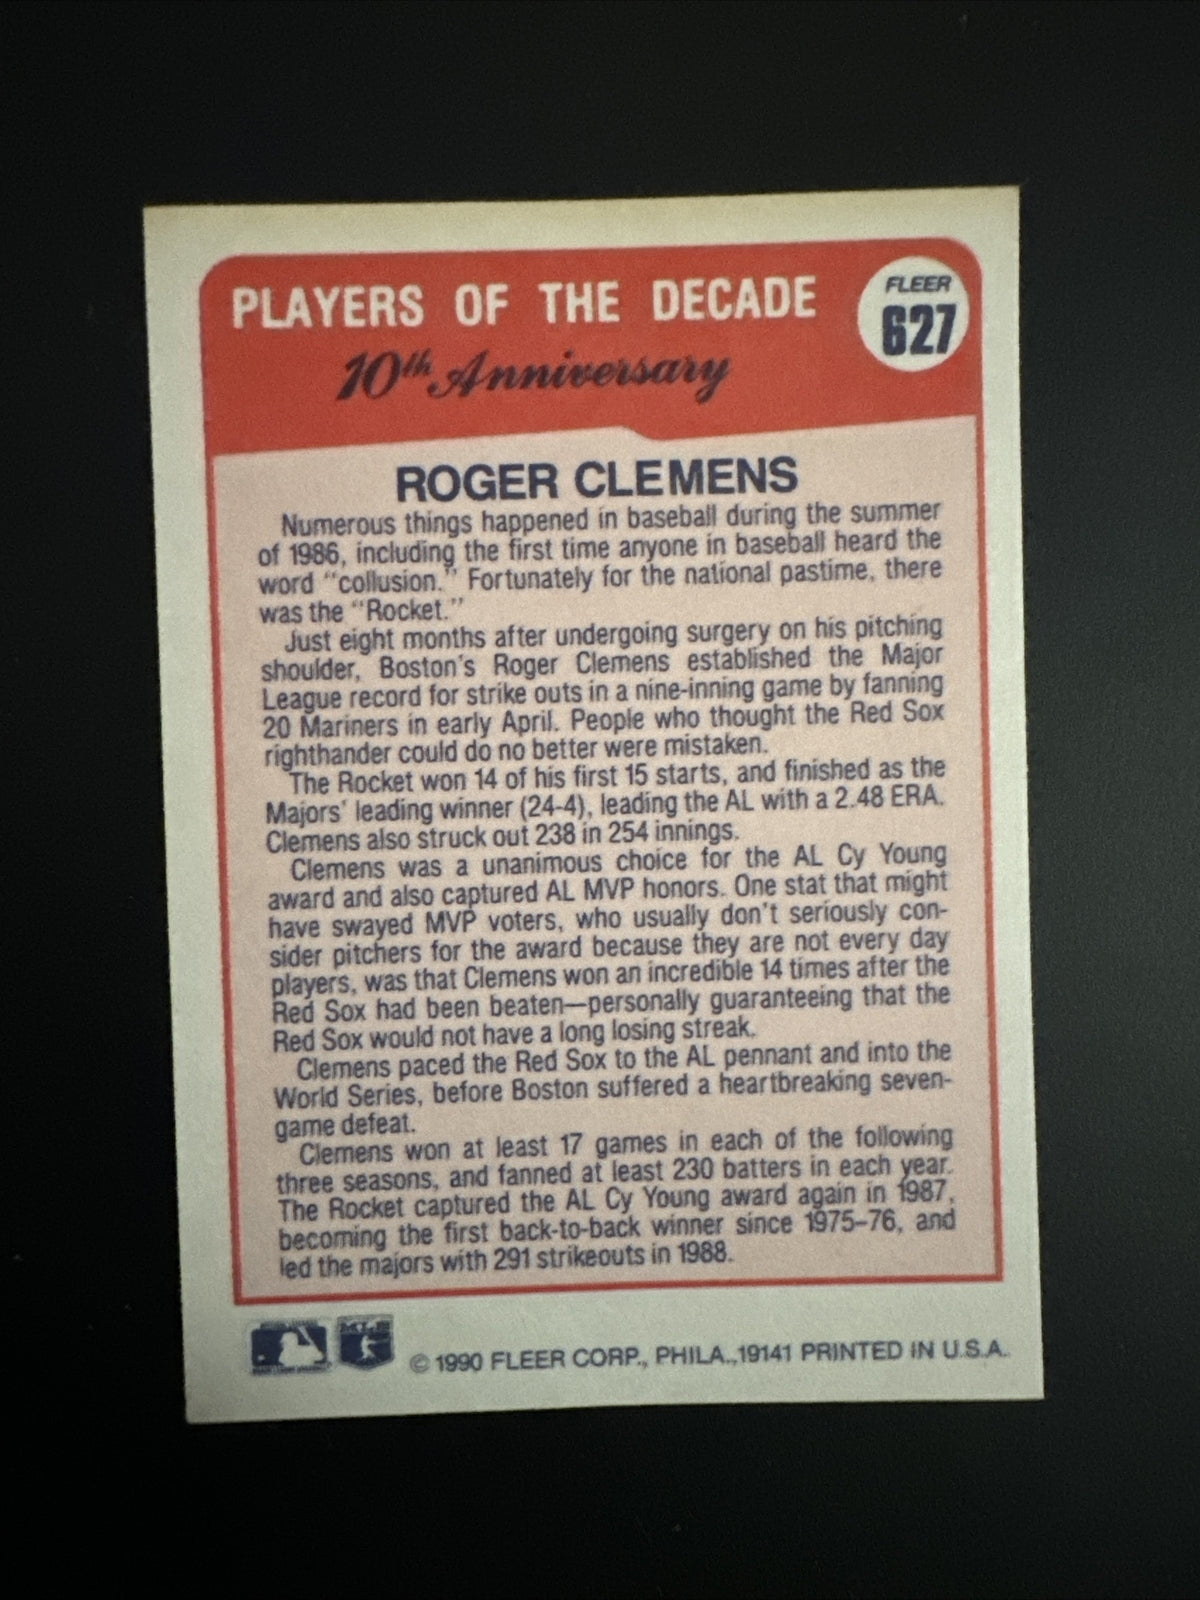 PLAYERS OF THE DECADE
10th Anniversary
FLEER
627
ROGER CLEMENS
Numerous things happened in baseball during the summer
of 1986, including the first time anyone in baseball heard the
word "collusion." Fortunately for the national pastime, there
was the "Rocket."
Just eight months after undergoing surgery on his pitching
shoulder, Boston's Roger Clemens established the Major
League record for strike outs in a nine-inning game by fanning
20 Mariners in early April. People who thought the Red Sox
righthander could do no better were mistaken.
The Rocket won 14 of his first 15 starts, and finished as the
Majors' leading winner (24-4), leading the AL with a 2.48 ERA.
Clemens also struck out 238 in 254 innings.
Clemens was a unanimous choice for the AL Cy Young
award and also captured AL MVP honors. One stat that might
have swayed MVP voters, who usually don't seriously con-
sider pitchers for the award because they are not every day
players, was that Clemens won an incredible 14 times after the
Red Sox had been beaten—personally guaranteeing that the
Red Sox would not have a long losing streak.
Clemens paced the Red Sox to the AL pennant and into the
World Series, before Boston suffered a heartbreaking seven-
game defeat.
Clemens won at least 17 games in each of the following
three seasons, and fanned at least 230 batters in each year.
The Rocket captured the AL Cy Young award again in 1987,
becoming the first back-to-back winner since 1975-76, and
led the majors with 291 strikeouts in 1988.
© 1990 FLEER CORP., PHILA.,19141 PRINTED IN U.S.A.